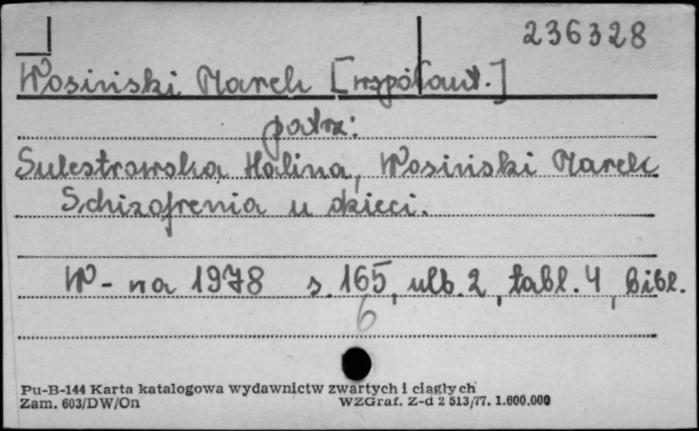 236328
Wosiński Marek [współaut.]
patrz:
Sulestrowska Halina, Wosiński Marek
Schizofrenia u dzieci.
W-wa 1978 s. 165, ulb. 2, tabl. 4, bibl.
6
Pu-B-144 Karta katalogowa wydawnictw zwartych i ciągłych
Zam. 603/DW/On WZGraf. Z-d 2 513/77. 1.600.000